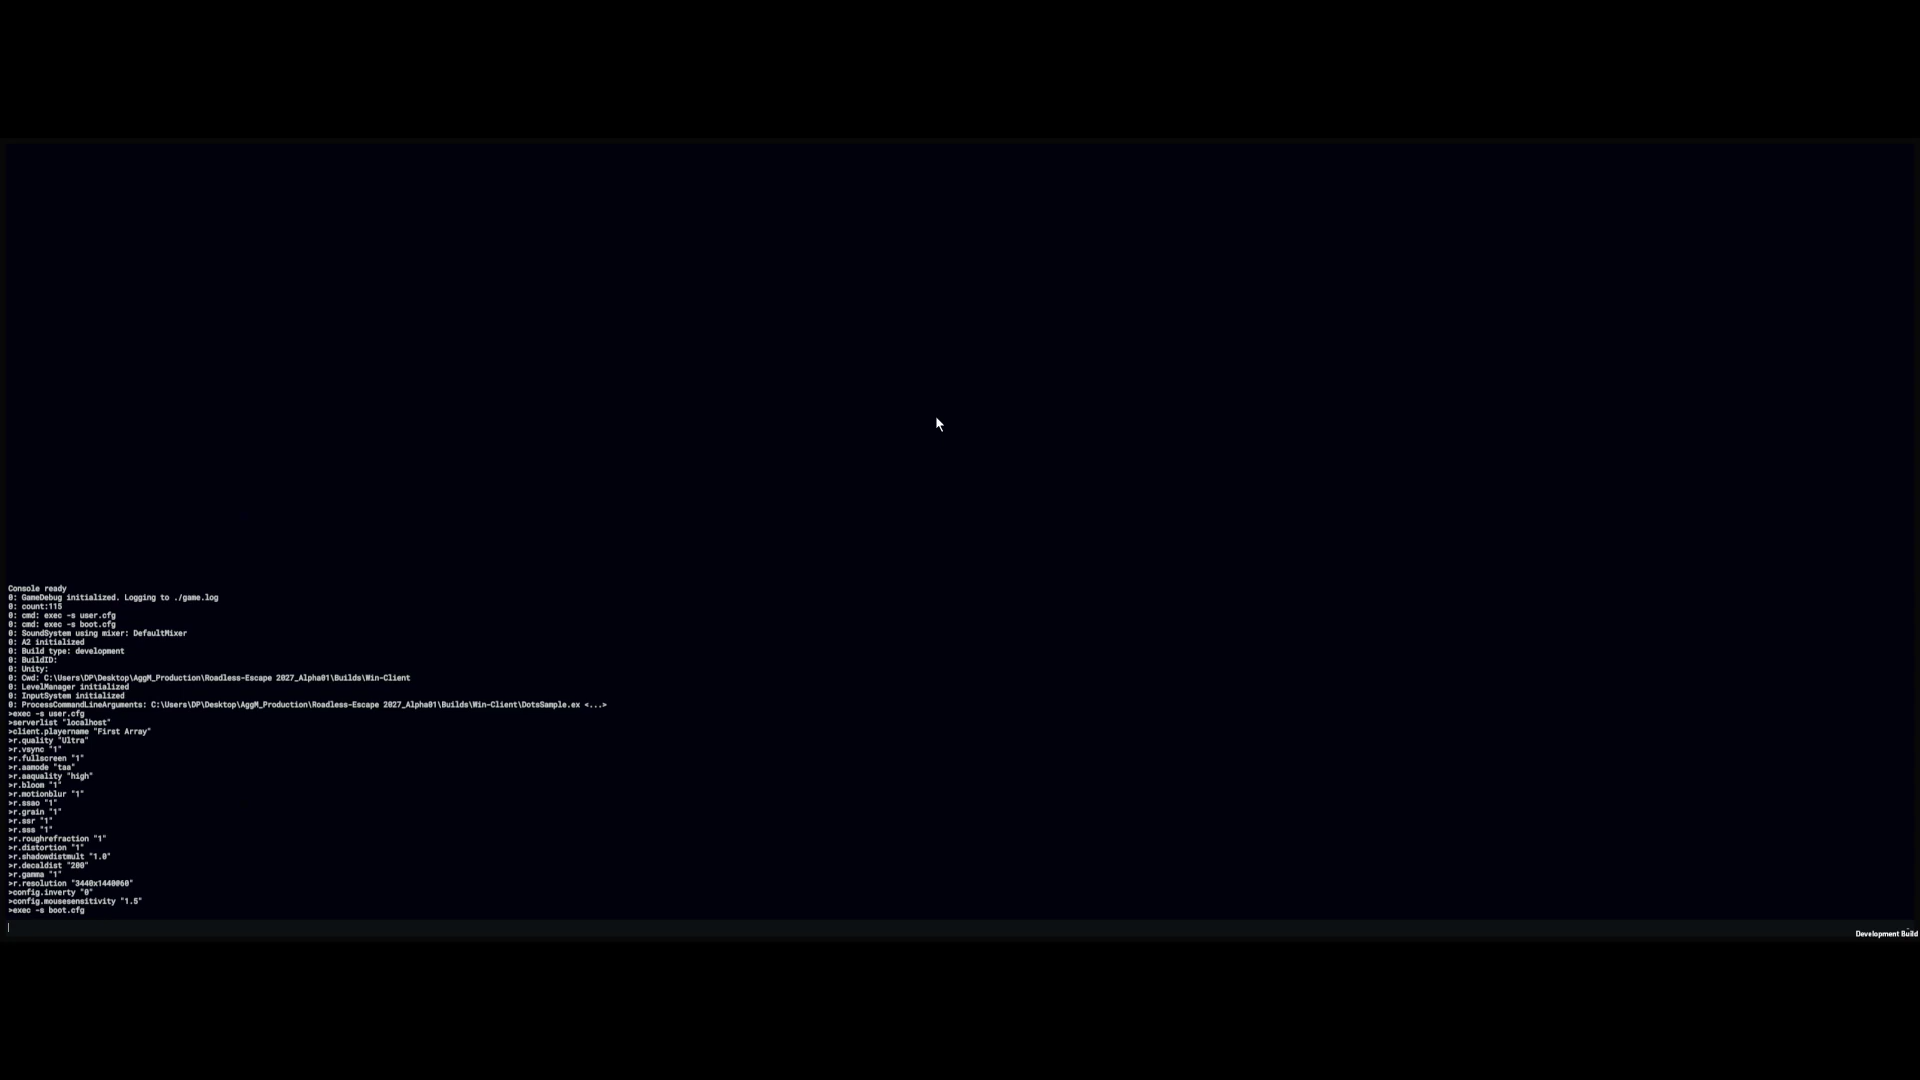 Console ready
0: GameDebug initialized. Logging to ./game.log
0: count:115
0: cmd: exec -s user.cfg
0: cmd: exec -s boot.cfg
0: SoundSystem using mixer: DefaultMixer
0: A2 initialized
0: Build type: development
0: BuildID:
0: Unity:
0: Cwd: C:\Users\DP\Desktop\AggM_Production\Roadless-Escape 2027_Alpha01\Builds\Win-Client
0: LevelManager initialized
0: InputSystem initialized
0: ProcessCommandLineArguments: C:\Users\DP\Desktop\AggM_Production\Roadless-Escape 2027_Alpha01\Builds\Win-Client\DotsSample.ex <...>
>exec -s user.cfg
>serverlist "localhost"
>client.playername "First Array"
>r.quality "Ultra"
>r.vsync "1"
>r.fullscreen "1"
>r.aamode "taa"
>r.aaquality "high"
>r.bloom "1"
>r.motionblur "1"
>r.ssao "1"
>r.grain "1"
>r.ssr "1"
>r.sss "1"
>r.roughrefraction "1"
>r.distortion "1"
>r.shadowdistmult "1.0"
>r.decaldist "200"
>r.gamma "1"
>r.resolution "3440x1440@60"
>config.inverty "0"
>config.mousesensitivity "1.5"
>exec -s boot.cfg
Development Build